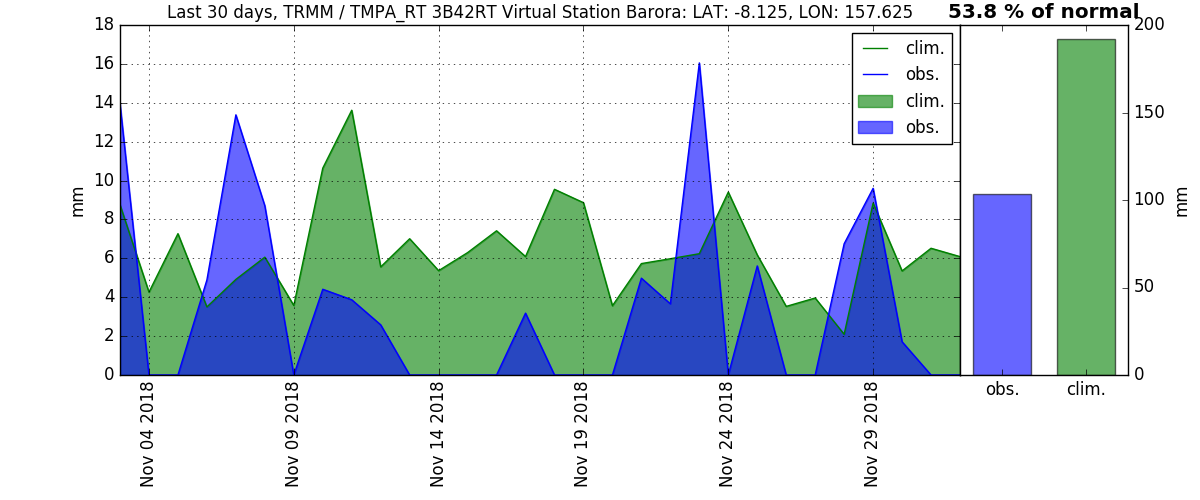 Last 30 days, TRMM / TMPA_RT 3B42RT Virtual Station Barora: LAT: -8.125, LON: 157.625
53.8 % of normal
18
16
14
12
10
8
6
4
2
0
mm
clim.
obs.
clim.
obs.
Nov 04 2018
Nov 09 2018
Nov 14 2018
Nov 19 2018
Nov 24 2018
Nov 29 2018
200
150
100
50
0
mm
obs.
clim.